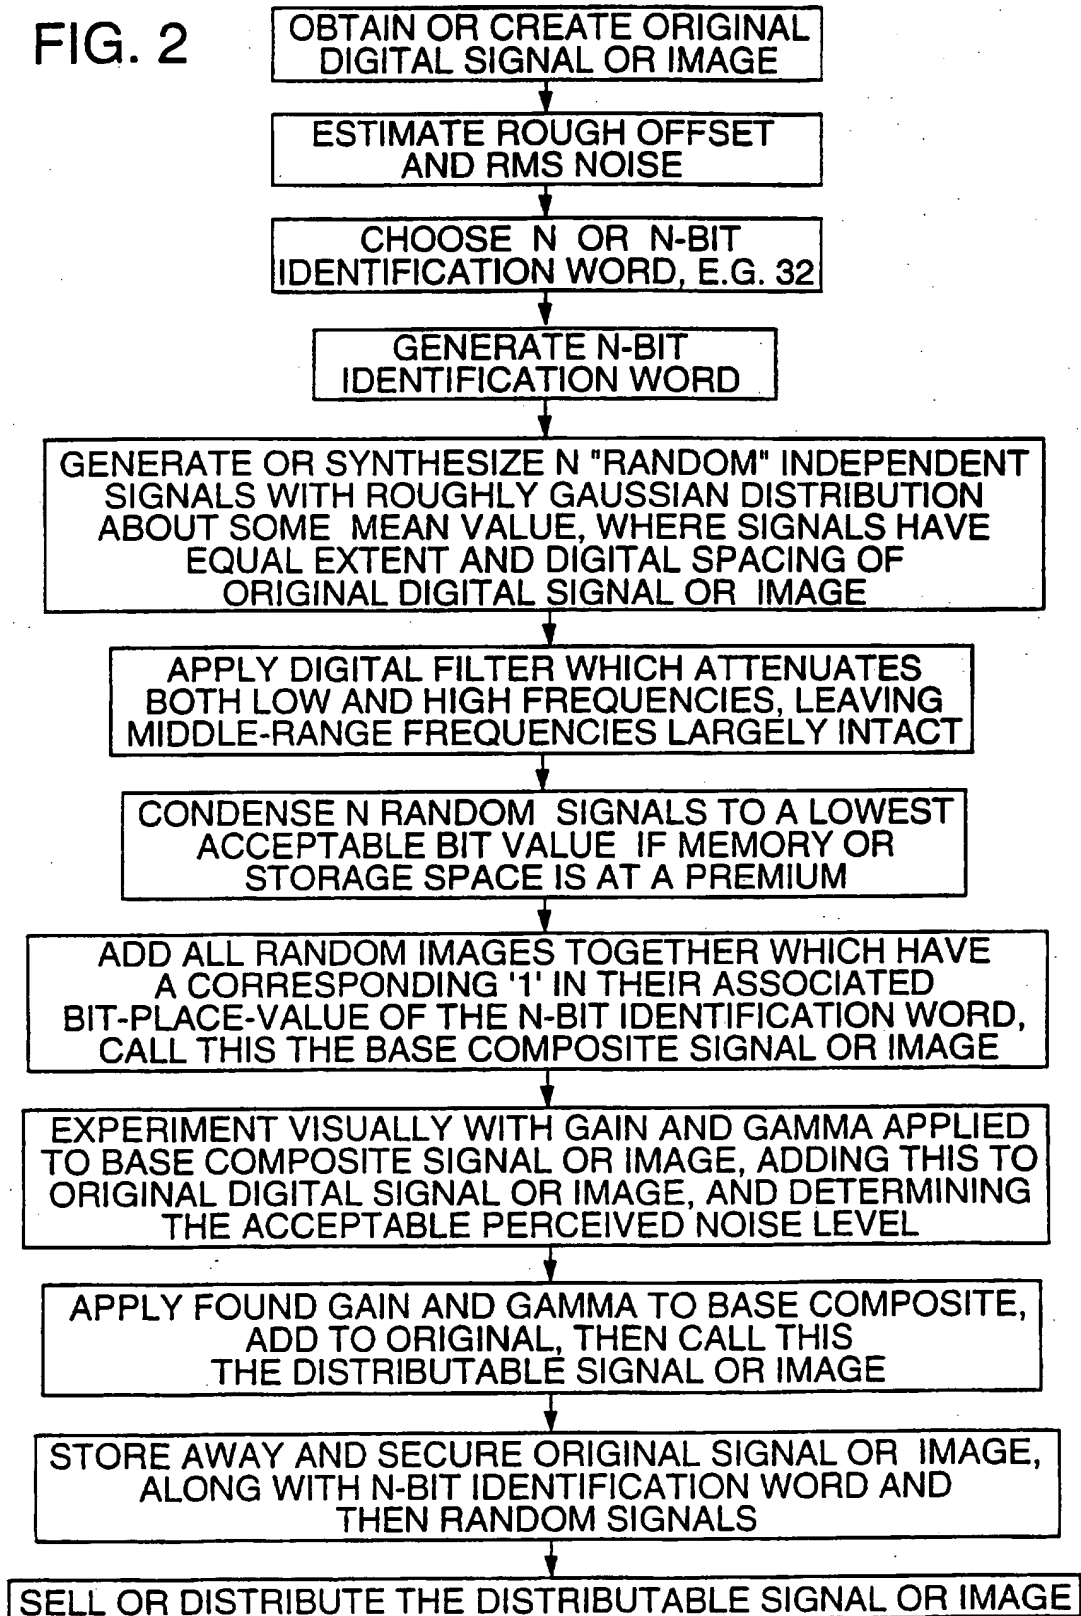 FIG. 2
OBTAIN OR CREATE ORIGINAL
DIGITAL SIGNAL OR IMAGE
ESTIMATE ROUGH OFFSET
AND RMS NOISE
CHOOSE N OR N-BIT
IDENTIFICATION WORD, E.G. 32
GENERATE N-BIT
IDENTIFICATION WORD
GENERATE OR SYNTHESIZE N "RANDOM" INDEPENDENT
SIGNALS WITH ROUGHLY GAUSSIAN DISTRIBUTION
ABOUT SOME MEAN VALUE, WHERE SIGNALS HAVE
EQUAL EXTENT AND DIGITAL SPACING OF
ORIGINAL DIGITAL SIGNAL OR IMAGE
APPLY DIGITAL FILTER WHICH ATTENUATES
BOTH LOW AND HIGH FREQUENCIES, LEAVING
MIDDLE-RANGE FREQUENCIES LARGELY INTACT
CONDENSE N RANDOM SIGNALS TO A LOWEST
ACCEPTABLE BIT VALUE IF MEMORY OR
STORAGE SPACE IS AT A PREMIUM
ADD ALL RANDOM IMAGES TOGETHER WHICH HAVE
A CORRESPONDING '1' IN THEIR ASSOCIATED
BIT-PLACE-VALUE OF THE N-BIT IDENTIFICATION WORD,
CALL THIS THE BASE COMPOSITE SIGNAL OR IMAGE
EXPERIMENT VISUALLY WITH GAIN AND GAMMA APPLIED
TO BASE COMPOSITE SIGNAL OR IMAGE, ADDING THIS TO
ORIGINAL DIGITAL SIGNAL OR IMAGE, AND DETERMINING
THE ACCEPTABLE PERCEIVED NOISE LEVEL
APPLY FOUND GAIN AND GAMMA TO BASE COMPOSITE,
ADD TO ORIGINAL, THEN CALL THIS
THE DISTRIBUTABLE SIGNAL OR IMAGE
STORE AWAY AND SECURE ORIGINAL SIGNAL OR IMAGE,
ALONG WITH N-BIT IDENTIFICATION WORD AND
THEN RANDOM SIGNALS
SELL OR DISTRIBUTE THE DISTRIBUTABLE SIGNAL OR IMAGE